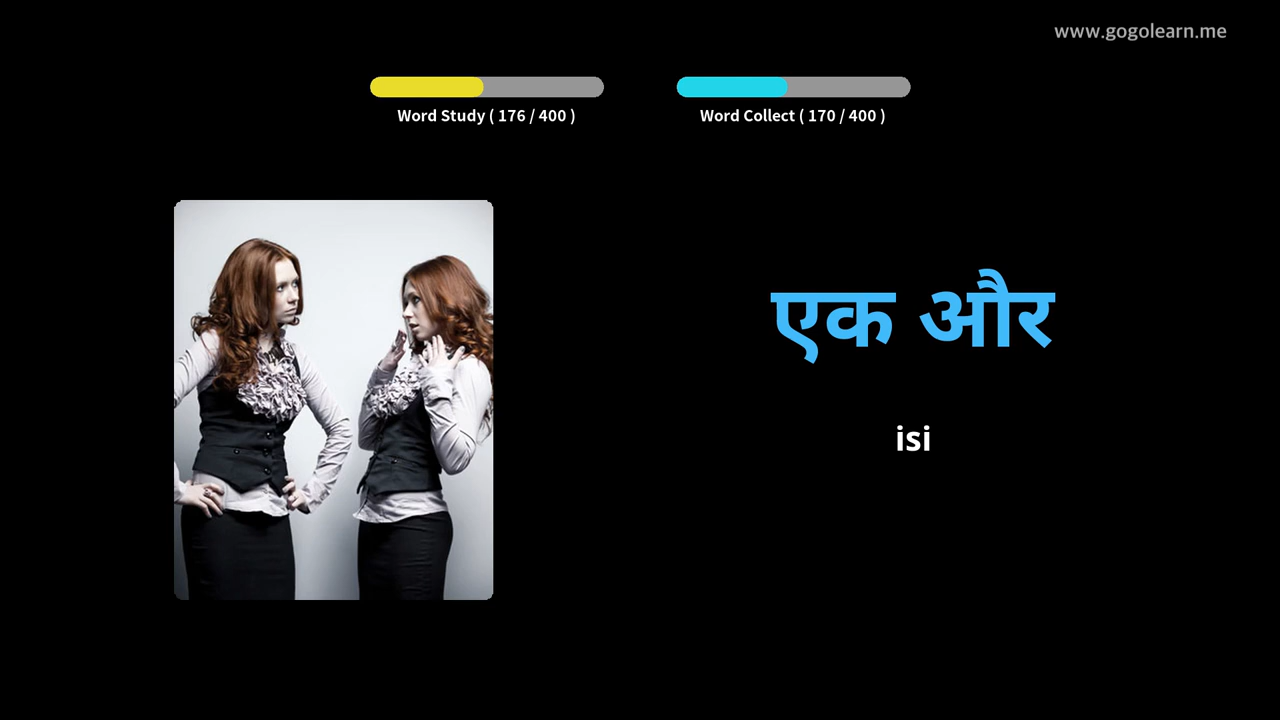 www.gogolearn.me
Word Study ( 176 / 400 )
Word Collect ( 170 / 400 )
एक और
isi